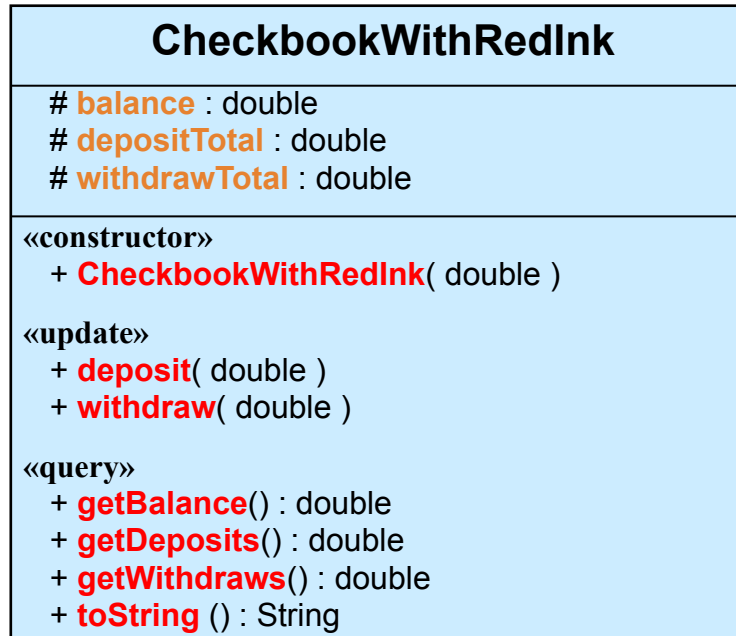 CheckbookWithRedInk
# balance : double
# depositTotal : double
# withdrawTotal : double
«constructor»
+ CheckbookWithRedInk( double )
«update»
+ deposit( double )
+ withdraw( double )
«query»
+ getBalance() : double
+ getDeposits() : double
+ getWithdraws() : double
+ toString () : String